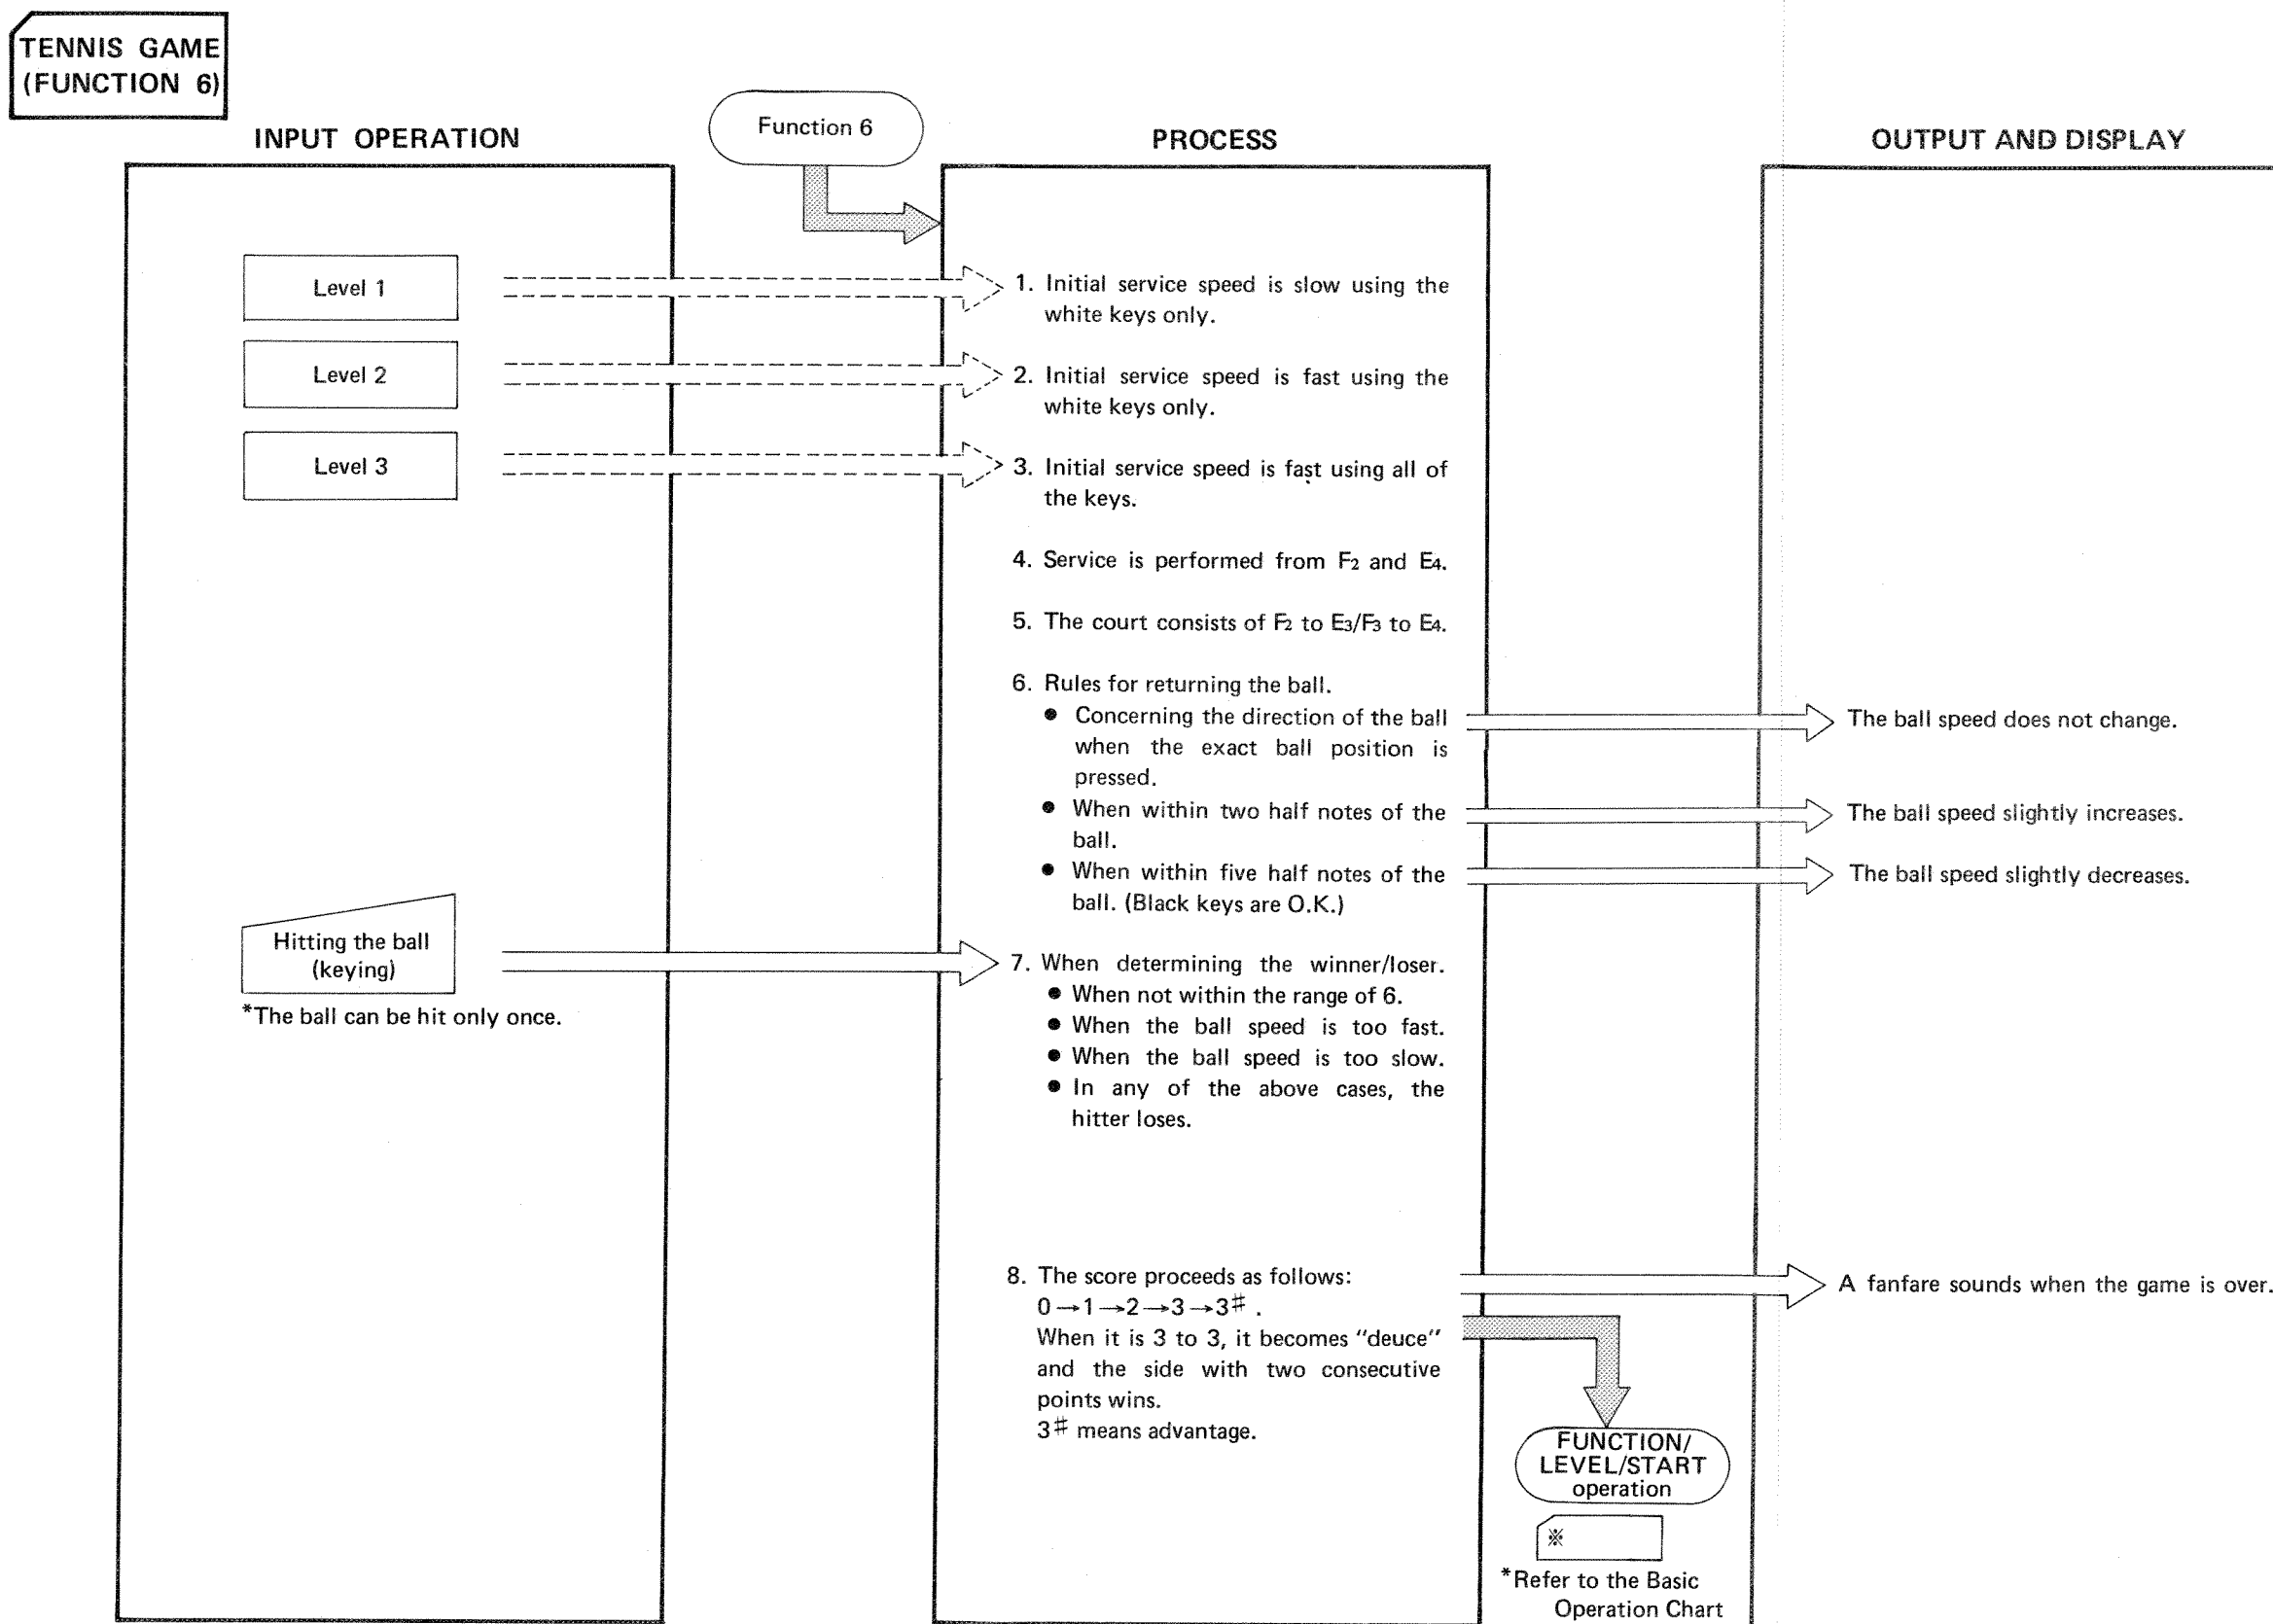 TENNIS GAME
(FUNCTION 6)
INPUT OPERATION
Function 6
PROCESS
OUTPUT AND DISPLAY
Level 1
1. Initial service speed is slow using the
white keys only.
Level 2
2. Initial service speed is fast using the
white keys only.
Level 3
3. Initial service speed is fast using all of
the keys.
4. Service is performed from F2 and E4.
5. The court consists of F2 to E3/F3 to E4.
6. Rules for returning the ball.
● Concerning the direction of the ball
when the exact ball position is
pressed.
The ball speed does not change.
● When within two half notes of the
ball.
The ball speed slightly increases.
● When within five half notes of the
ball. (Black keys are O.K.)
The ball speed slightly decreases.
Hitting the ball
(keying)
*The ball can be hit only once.
7. When determining the winner/loser.
● When not within the range of 6.
● When the ball speed is too fast.
● When the ball speed is too slow.
● In any of the above cases, the
hitter loses.
8. The score proceeds as follows:
0→1→2→3→3# .
When it is 3 to 3, it becomes "deuce"
and the side with two consecutive
points wins.
3# means advantage.
A fanfare sounds when the game is over.
FUNCTION/
LEVEL/START
operation
※
*Refer to the Basic
Operation Chart